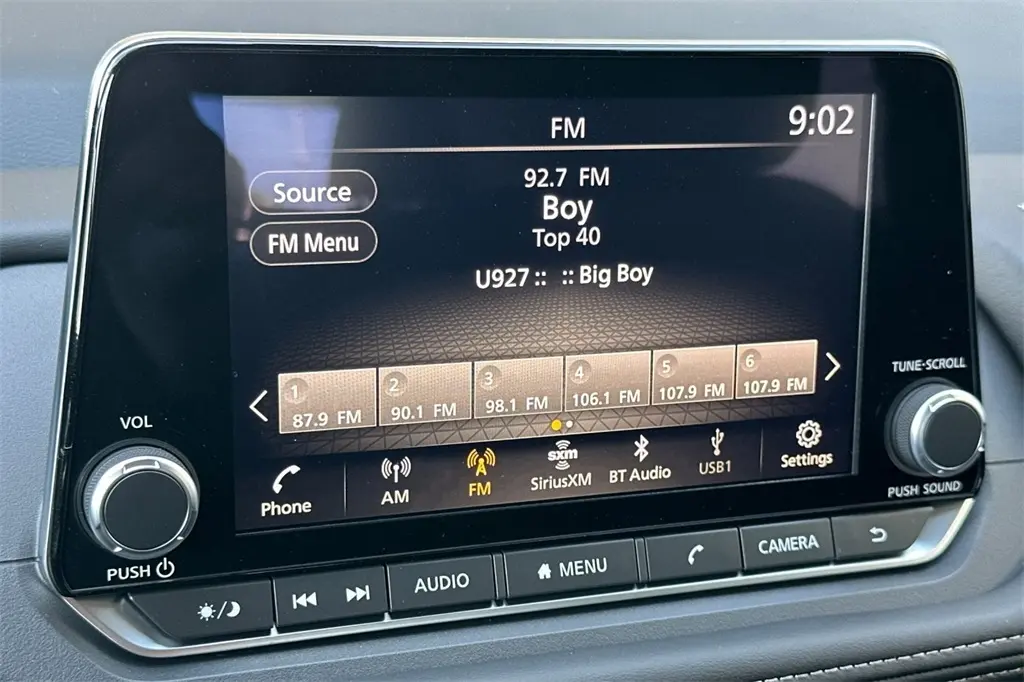 FM
9:02
92.7 FM
Boy
Top 40
U927 :: :: Big Boy
Source
FM Menu
1
87.9 FM
2
90.1 FM
3
98.1 FM
4
106.1 FM
5
107.9 FM
6
107.9 FM
Phone
AM
FM
sxm
SiriusXM
BT Audio
USB1
Settings
VOL
PUSH
TUNE·SCROLL
PUSH SOUND
AUDIO
MENU
CAMERA